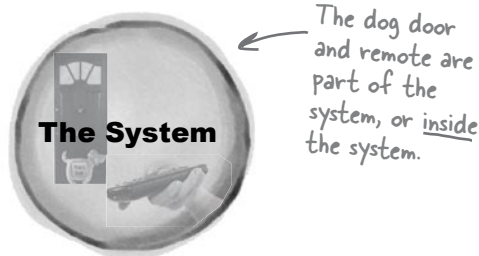 The System
The dog door
and remote are
part of the
system, or inside
the system.